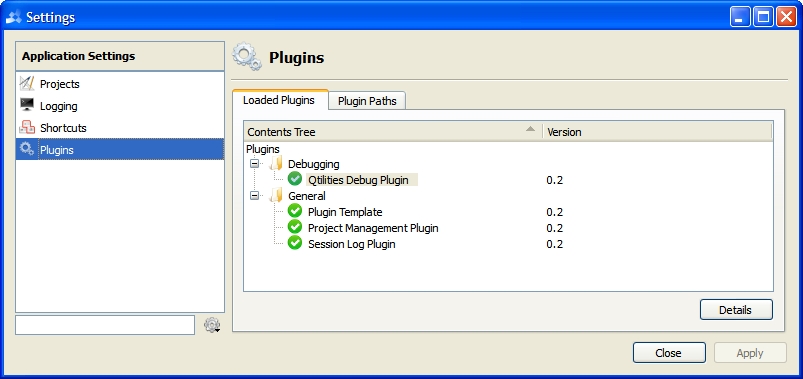 Settings
Application Settings
Projects
Logging
Shortcuts
Plugins
Plugins
Loaded Plugins
Plugin Paths
Contents Tree
Version
Plugins
Debugging
Qtilities Debug Plugin 0.2
General
Plugin Template 0.2
Project Management Plugin 0.2
Session Log Plugin 0.2
Details
Close
Apply